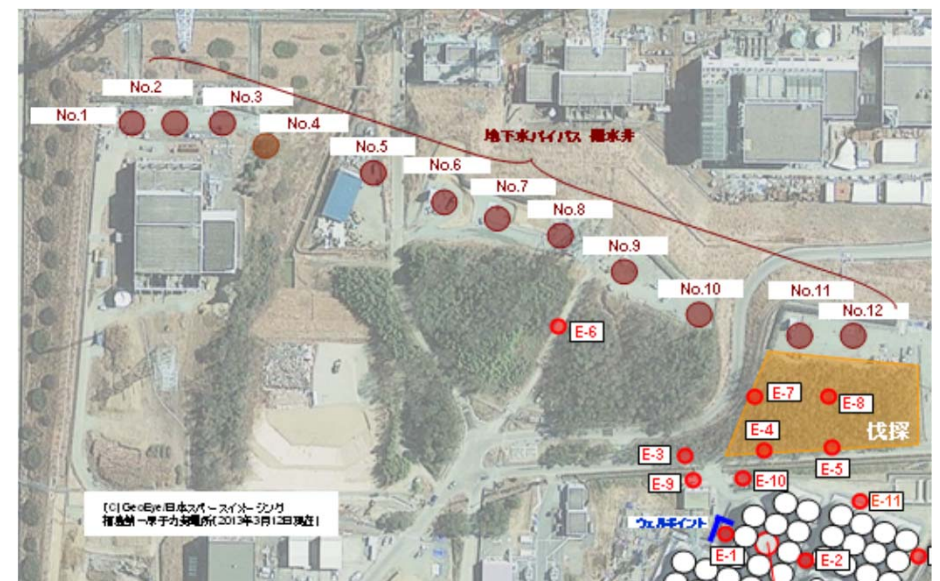 No.2
No.1
No.3
No.4
No.5
地下水バイパス 揚水井
No.6
No.7
No.8
No.9
No.10
No.11
No.12
E-6
E-7
E-8
伐採
E-4
E-3
E-5
E-9
E-10
E-11
(C)GeoEye/日本スペースイメージング
福島第一原子力発電所(2013年3月12日現在)
ウェルポイント
E-1
E-2